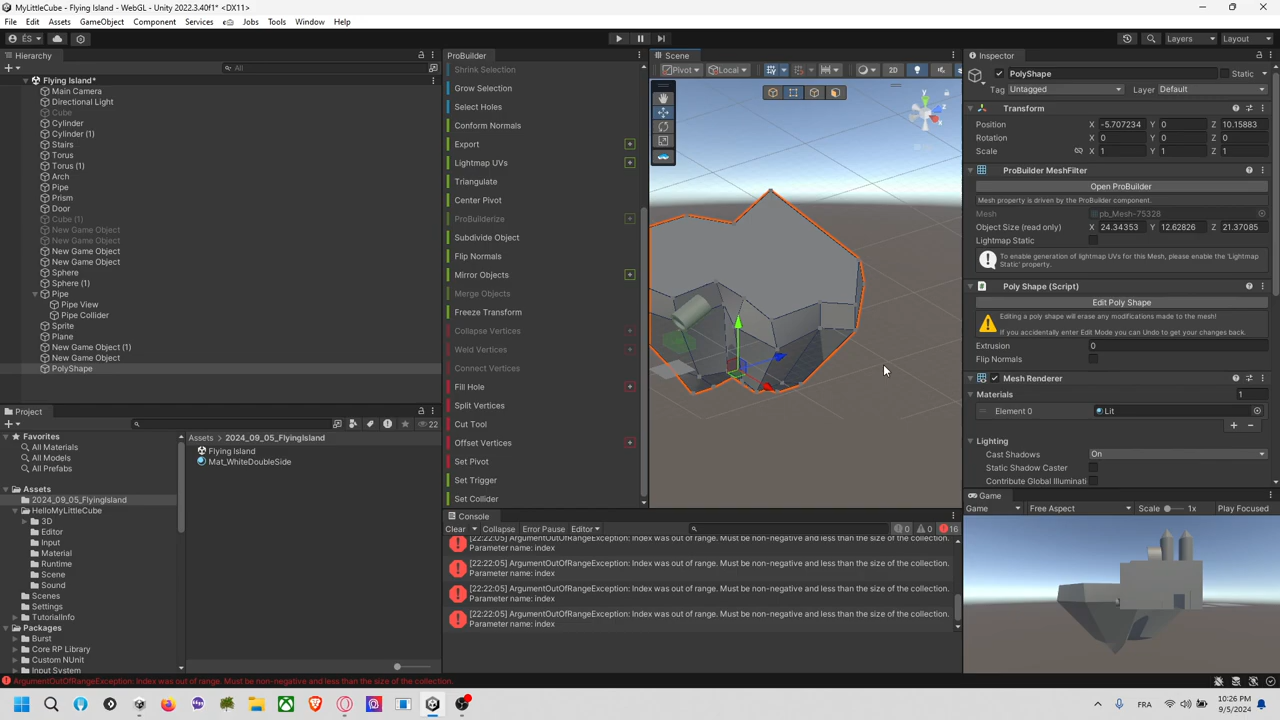 MyLittleCube - Flying Island - WebGL - Unity 2022.3.40f1* <DX11>
File Edit Assets GameObject Component Services Jobs Tools Window Help
ÉS
Layers Layout
Hierarchy
All
Flying Island*
Main Camera
Directional Light
Cube
Cylinder
Cylinder (1)
Stairs
Torus
Torus (1)
Arch
Pipe
Prism
Door
Cube (1)
New Game Object
New Game Object
New Game Object
New Game Object
Sphere
Sphere (1)
Pipe
Pipe View
Pipe Collider
Sprite
Plane
New Game Object (1)
New Game Object
PolyShape
ProBuilder
Shrink Selection
Grow Selection
Select Holes
Conform Normals
Export
Lightmap UVs
Triangulate
Center Pivot
ProBuilderize
Subdivide Object
Flip Normals
Mirror Objects
Merge Objects
Freeze Transform
Collapse Vertices
Weld Vertices
Connect Vertices
Fill Hole
Split Vertices
Cut Tool
Offset Vertices
Set Pivot
Set Trigger
Set Collider
Scene
Pivot Local 2D
y
z
x
Inspector
PolyShape Static
Tag Untagged Layer Default
Transform
Position X -5.707234 Y 0 Z 10.15883
Rotation X 0 Y 0 Z 0
Scale X 1 Y 1 Z 1
ProBuilder MeshFilter
Open ProBuilder
Mesh property is driven by the ProBuilder component.
Mesh pb_Mesh-75328
Object Size (read only) X 24.34353 Y 12.62826 Z 21.37085
Lightmap Static
To enable generation of lightmap UVs for this Mesh, please enable the 'Lightmap
Static' property.
Poly Shape (Script)
Edit Poly Shape
Editing a poly shape will erase any modifications made to the mesh!
If you accidentally enter Edit Mode you can Undo to get your changes back.
Extrusion 0
Flip Normals
Mesh Renderer
Materials 1
Element 0 Lit
Lighting
Cast Shadows On
Static Shadow Caster
Contribute Global Illuminati
Project
22
Favorites
All Materials
All Models
All Prefabs
Assets
2024_09_05_FlyingIsland
HelloMyLittleCube
3D
Editor
Input
Material
Runtime
Scene
Sound
Scenes
Settings
TutorialInfo
Packages
Burst
Core RP Library
Custom NUnit
Input System
Assets 2024_09_05_FlyingIsland
Flying Island
Mat_WhiteDoubleSide
Console
Clear Collapse Error Pause Editor 0 0 16
[22:22:05] ArgumentOutOfRangeException: Index was out of range. Must be non-negative and less than the size of the collection.
Parameter name: index
[22:22:05] ArgumentOutOfRangeException: Index was out of range. Must be non-negative and less than the size of the collection.
Parameter name: index
[22:22:05] ArgumentOutOfRangeException: Index was out of range. Must be non-negative and less than the size of the collection.
Parameter name: index
[22:22:05] ArgumentOutOfRangeException: Index was out of range. Must be non-negative and less than the size of the collection.
Parameter name: index
Game
Game Free Aspect Scale 1x Play Focused
ArgumentOutOfRangeException: Index was out of range. Must be non-negative and less than the size of the collection.
FRA
10:26 PM
9/5/2024